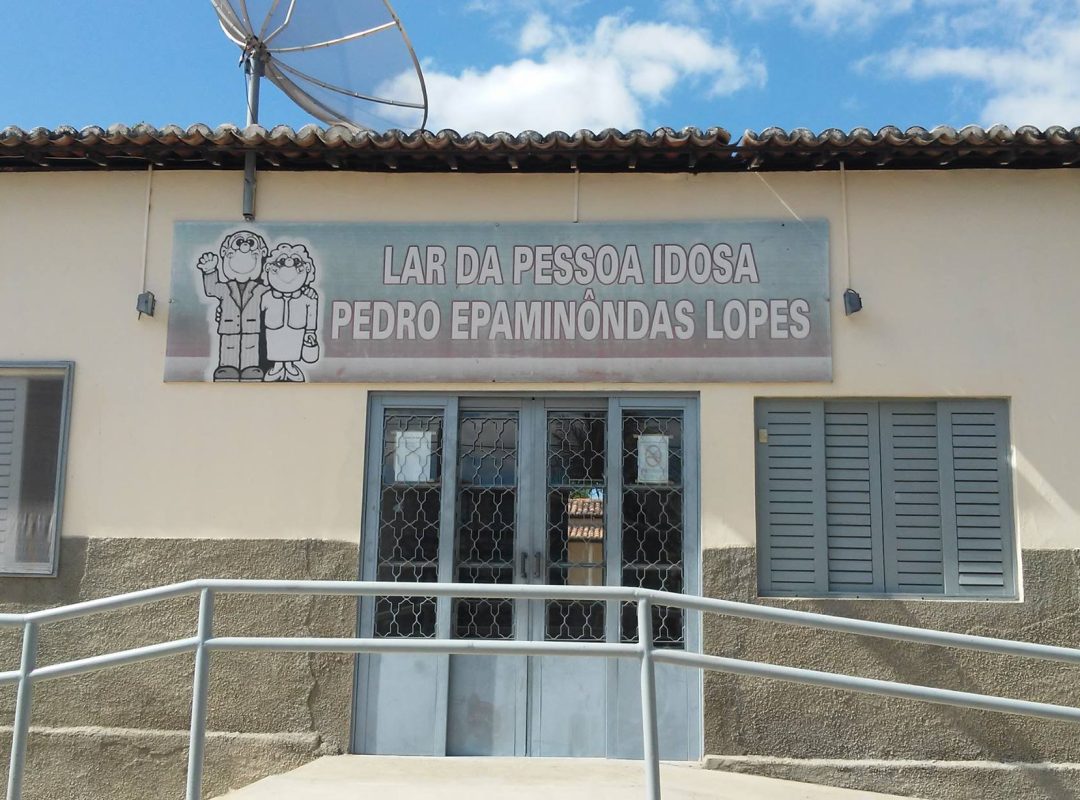 LAR DA PESSOA IDOSA
PEDRO EPAMINÔNDAS LOPES